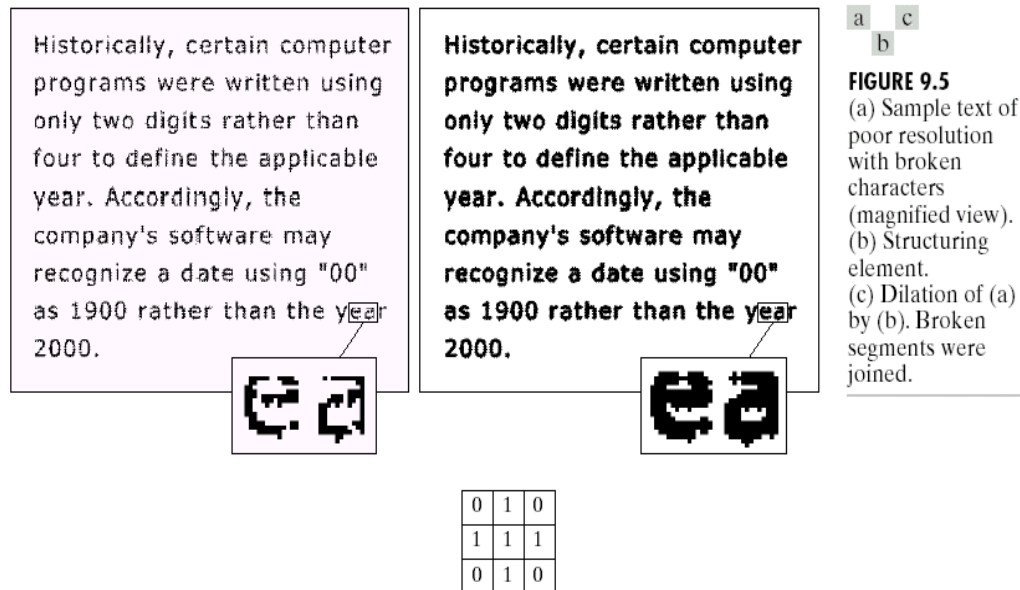 Historically, certain computer
programs were written using
only two digits rather than
four to define the applicable
year. Accordingly, the
company's software may
recognize a date using "00"
as 1900 rather than the year
2000.
ea
Historically, certain computer
programs were written using
only two digits rather than
four to define the applicable
year. Accordingly, the
company's software may
recognize a date using "00"
as 1900 rather than the year
2000.
ea
a c
b
FIGURE 9.5
(a) Sample text of
poor resolution
with broken
characters
(magnified view).
(b) Structuring
element.
(c) Dilation of (a)
by (b). Broken
segments were
joined.
0 1 0
1 1 1
0 1 0